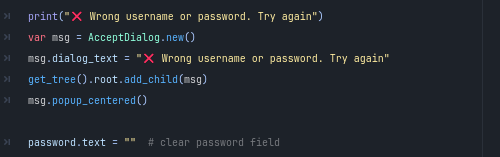 print("❌ Wrong username or password. Try again")
var msg = AcceptDialog.new()
msg.dialog_text = "❌ Wrong username or password. Try again"
get_tree().root.add_child(msg)
msg.popup_centered()
password.text = ""  # clear password field